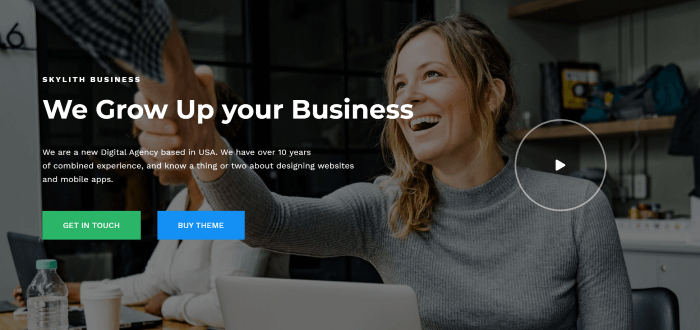 SKYLITH BUSINESS
We Grow Up your Business
We are a new Digital Agency based in USA. We have over 10 years
of combined experience, and know a thing or two about designing websites
and mobile apps.
GET IN TOUCH
BUY THEME